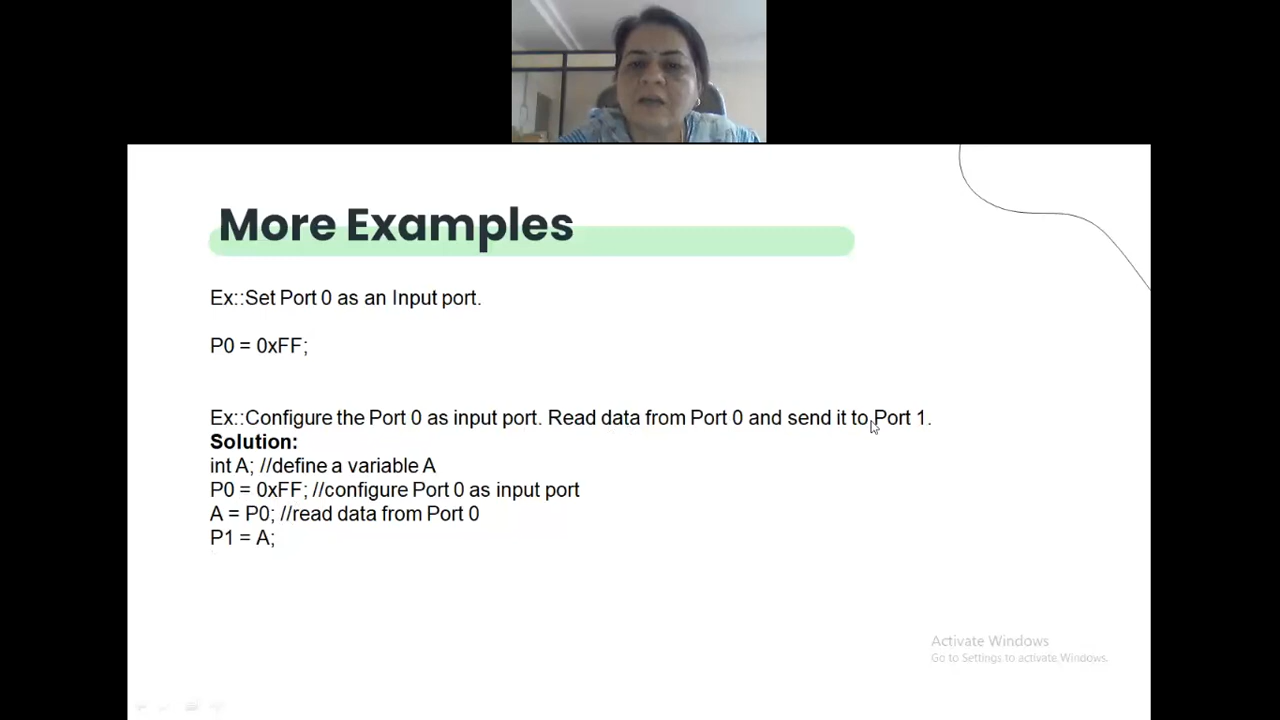 More Examples
Ex::Set Port 0 as an Input port.
P0 = 0xFF;
Ex::Configure the Port 0 as input port. Read data from Port 0 and send it to Port 1.
Solution:
int A; //define a variable A
P0 = 0xFF; //configure Port 0 as input port
A = P0; //read data from Port 0
P1 = A;
Activate Windows
Go to Settings to activate Windows.